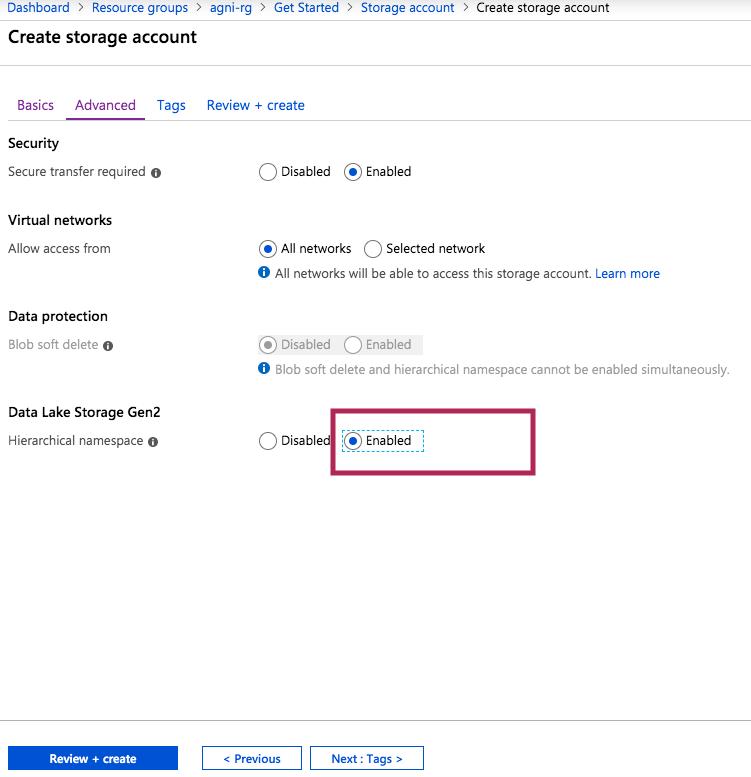 Dashboard > Resource groups > agni-rg > Get Started > Storage account > Create storage account
Create storage account
Basics Advanced Tags Review + create
Security
Secure transfer required Disabled Enabled
Virtual networks
Allow access from All networks Selected network
All networks will be able to access this storage account. Learn more
Data protection
Blob soft delete Disabled Enabled
Blob soft delete and hierarchical namespace cannot be enabled simultaneously.
Data Lake Storage Gen2
Hierarchical namespace Disabled Enabled
Review + create < Previous Next : Tags >